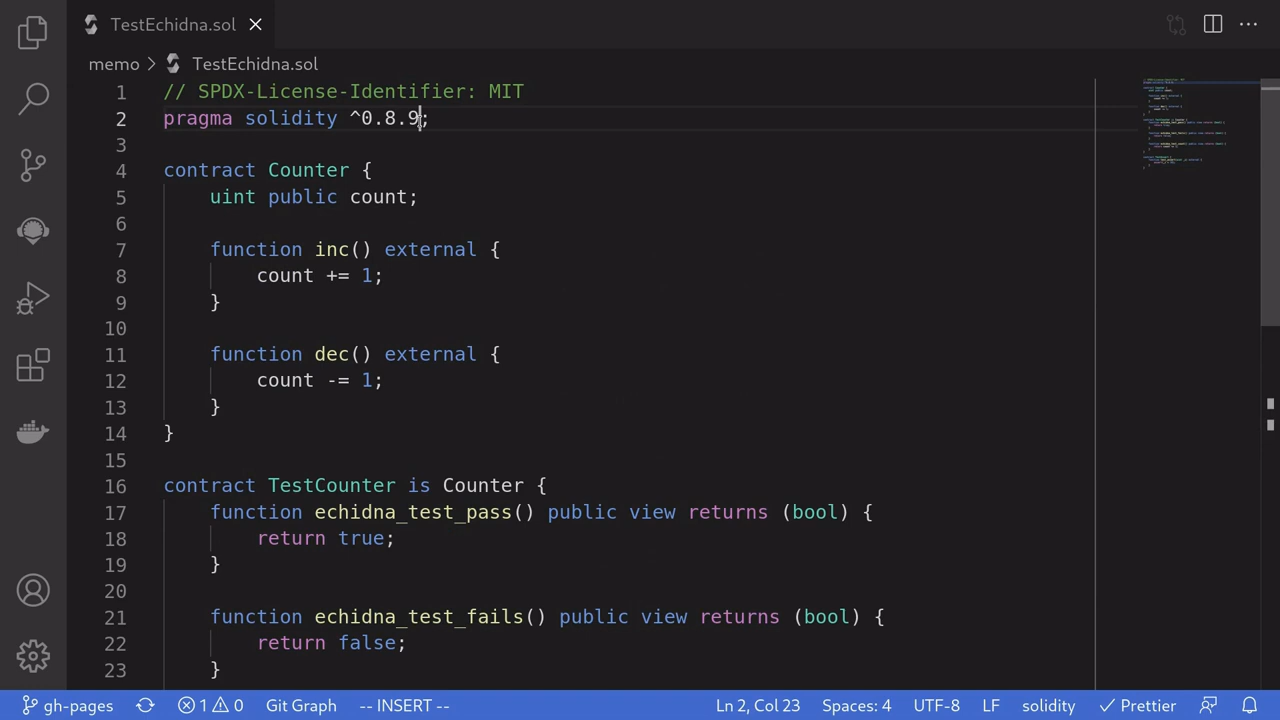 TestEchidna.sol
memo > TestEchidna.sol
1 // SPDX-License-Identifier: MIT
2 pragma solidity ^0.8.9;
3
4 contract Counter {
5 uint public count;
6
7 function inc() external {
8 count += 1;
9 }
10
11 function dec() external {
12 count -= 1;
13 }
14 }
15
16 contract TestCounter is Counter {
17 function echidna_test_pass() public view returns (bool) {
18 return true;
19 }
20
21 function echidna_test_fails() public view returns (bool) {
22 return false;
23 }
gh-pages 1 0 Git Graph -- INSERT -- Ln 2, Col 23 Spaces: 4 UTF-8 LF solidity Prettier